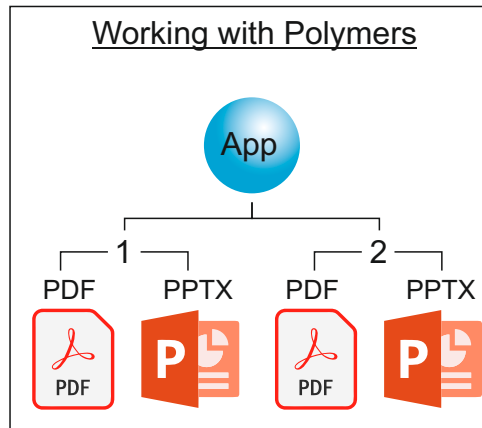 Working with Polymers
App
1 2
PDF PPTX PDF PPTX
PDF P PDF P